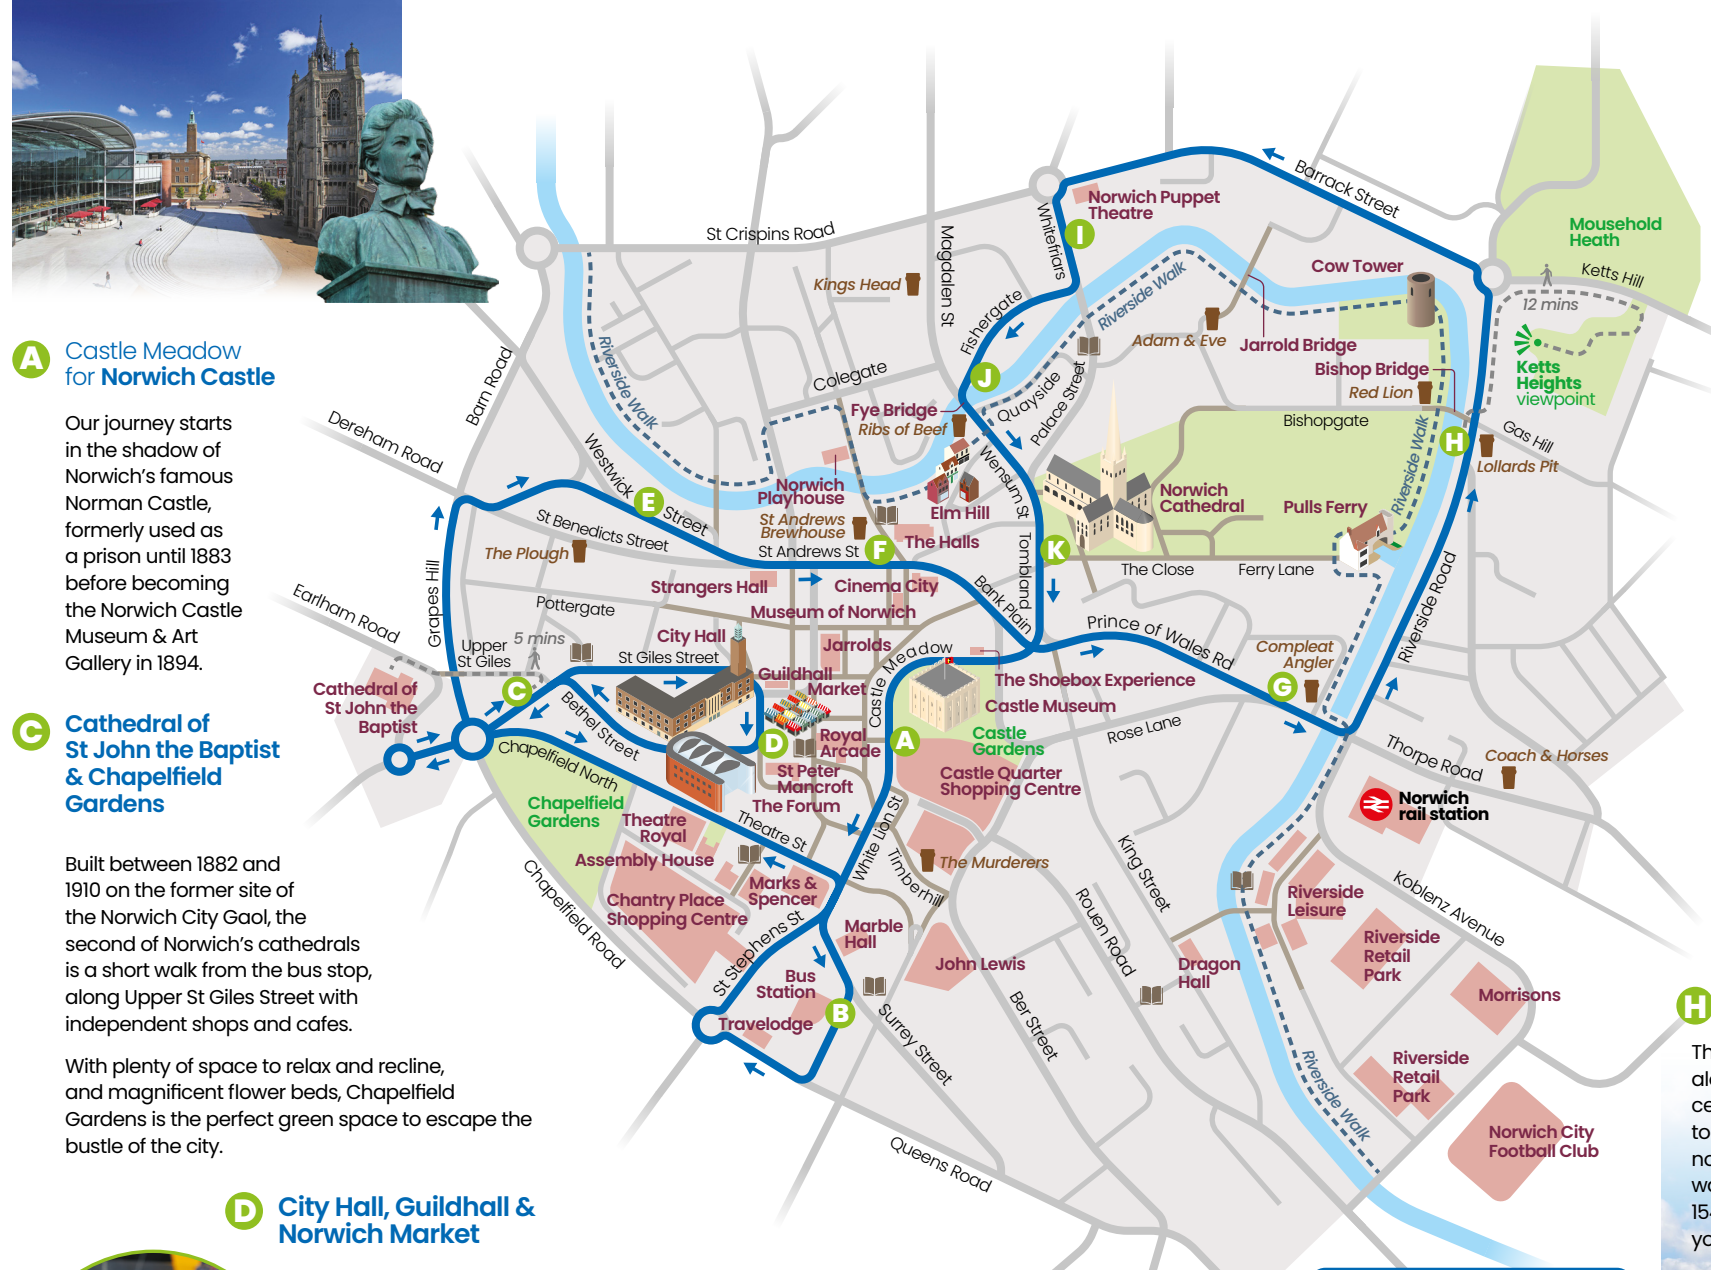 A
Castle Meadow
for Norwich Castle
Our journey starts
in the shadow of
Norwich's famous
Norman Castle,
formerly used as
a prison until 1883
before becoming
the Norwich Castle
Museum & Art
Gallery in 1894.
C
Cathedral of
St John the Baptist
& Chapelfield
Gardens
Built between 1882 and
1910 on the former site of
the Norwich City Gaol, the
second of Norwich's cathedrals
is a short walk from the bus stop,
along Upper St Giles Street with
independent shops and cafes.
With plenty of space to relax and recline,
and magnificent flower beds, Chapelfield
Gardens is the perfect green space to escape the
bustle of the city.
D
City Hall, Guildhall &
Norwich Market
St Crispins Road
Magdalen St
Whitefriars
Norwich Puppet
Theatre
I
Barrack Street
Mousehold
Heath
Ketts Hill
12 mins
Cow Tower
Kings Head
Riverside Walk
Fishergate
Adam & Eve
Jarrold Bridge
Bishop Bridge
Red Lion
Ketts
Heights
viewpoint
Barn Road
Riverside Walk
Colegate
J
Quayside
Palace Street
Fye Bridge
Ribs of Beef
Bishopgate
H
Gas Hill
Lollards Pit
Dereham Road
Westwick
Street
E
Norwich
Playhouse
Wensum St
Elm Hill
Norwich
Cathedral
Pulls Ferry
Riverside Walk
St Benedicts Street
St Andrews
Brewhouse
The Halls
The Plough
St Andrews St
F
Tombland
K
The Close
Ferry Lane
Grapes Hill
Strangers Hall
Cinema City
Bank Plain
Pottergate
Museum of Norwich
Earlham Road
Upper
St Giles
5 mins
City Hall
St Giles Street
Jarrolds
Castle Meadow
Prince of Wales Rd
Riverside Road
Compleat
Angler
G
Guildhall
Market
The Shoebox Experience
Castle Museum
Cathedral of
St John the
Baptist
C
Bethel Street
D
Royal
Arcade
A
Castle
Gardens
Rose Lane
Chapelfield North
St Peter
Mancroft
The Forum
Castle Quarter
Shopping Centre
Thorpe Road
Coach & Horses
Norwich
rail station
Chapelfield
Gardens
Theatre
Royal
Theatre St
White Lion St
Assembly House
Timberhill
The Murderers
King Street
Chapelfield Road
Chantry Place
Shopping Centre
Marks &
Spencer
Rouen Road
Riverside
Leisure
Koblenz Avenue
St Stephens St
Marble
Hall
John Lewis
Dragon
Hall
Riverside
Retail
Park
Bus
Station
Travelodge
B
Surrey Street
Ber Street
Morrisons
Riverside Walk
Riverside
Retail
Park
Queens Road
Norwich City
Football Club
H